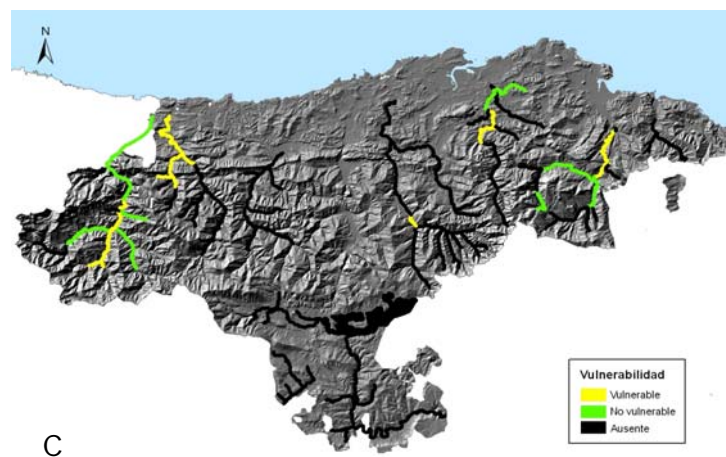 N
Vulnerabilidad
Vulnerable
No vulnerable
Ausente
C